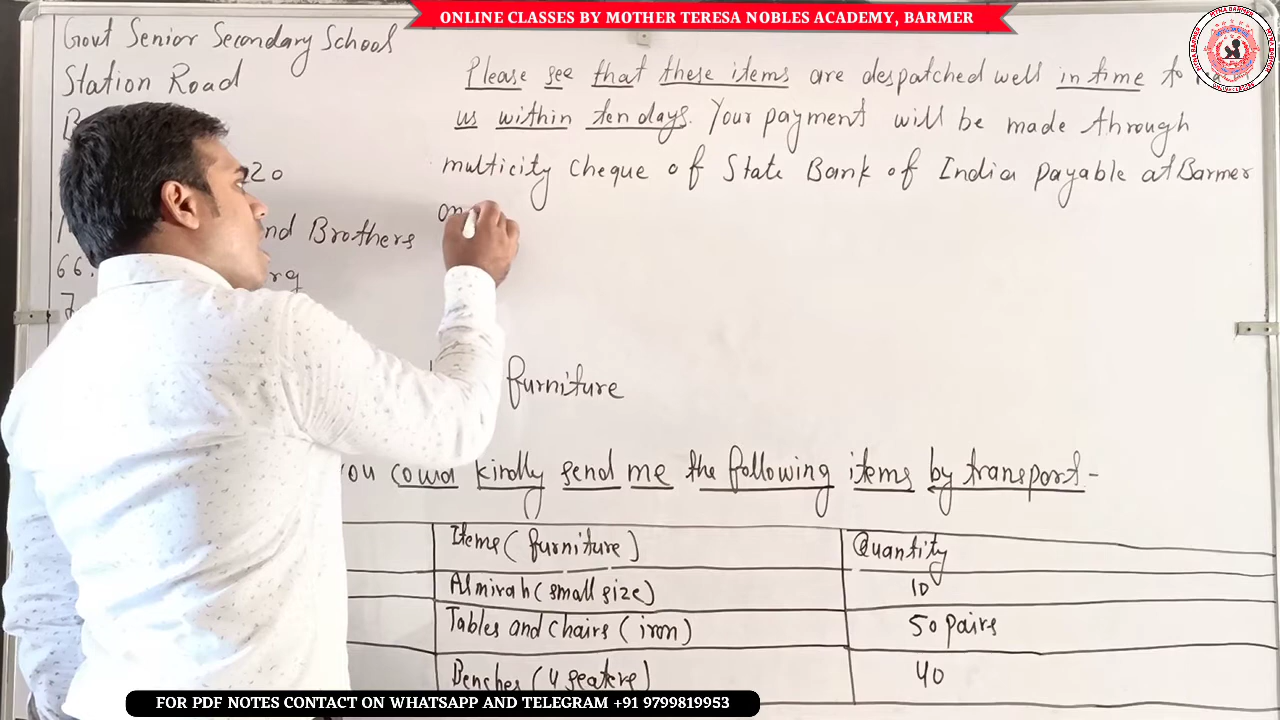 ONLINE CLASSES BY MOTHER TERESA NOBLES ACADEMY, BARMER
Govt Senior Secondary School
Station Road
20
nd Brothers
66
Please see that these items are despatched well in time to
us within ten days. Your payment will be made through
multicity cheque of State Bank of India payable at Barmer
on
furniture
you could kindly send me the following items by transport-
Items (furniture) Quantity
Almirah (small size) 10
Tables and Chairs (iron) 50 pairs
Benches (4 seaters) 40
FOR PDF NOTES CONTACT ON WHATSAPP AND TELEGRAM +91 9799819953